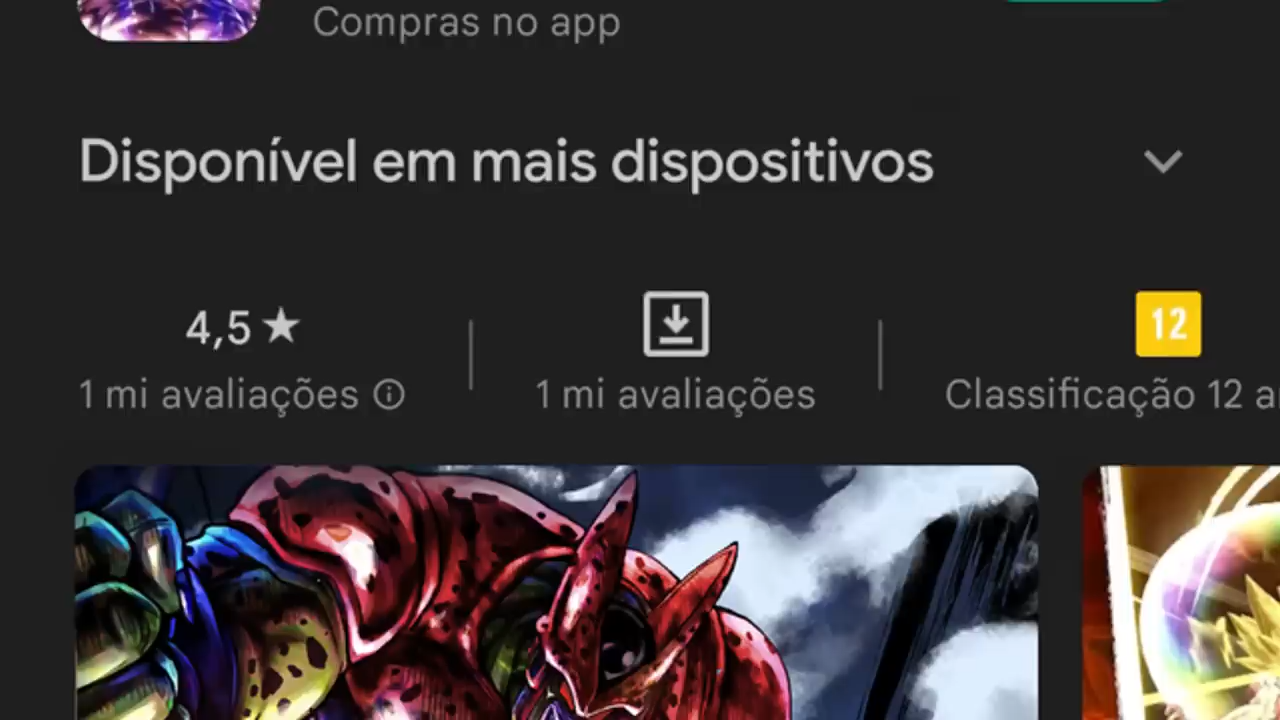 Compras no app
Disponível em mais dispositivos
4,5★
1 mi avaliações
1 mi avaliações
12
Classificação 12 a